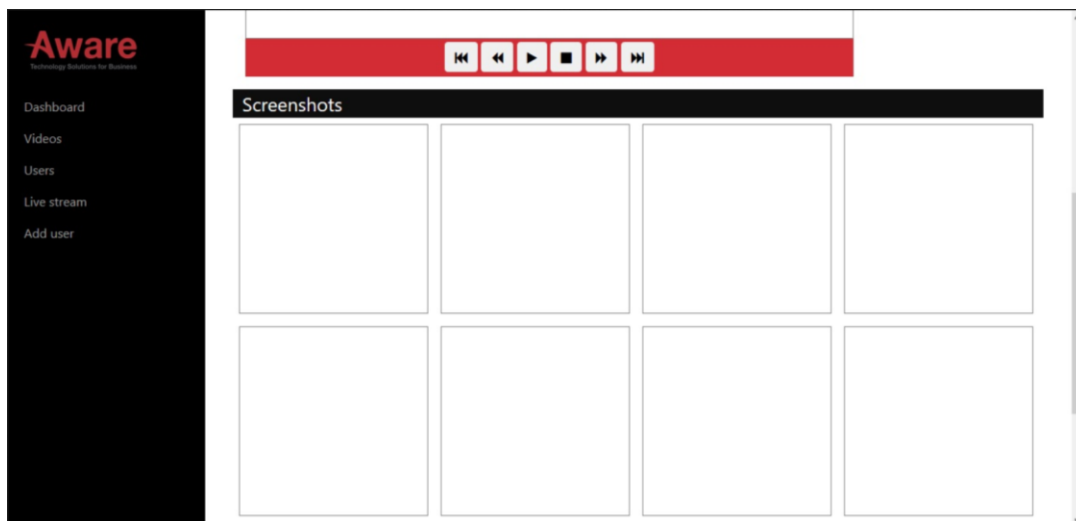 Aware
Technology Solutions for Business
Dashboard
Videos
Users
Live stream
Add user
Screenshots